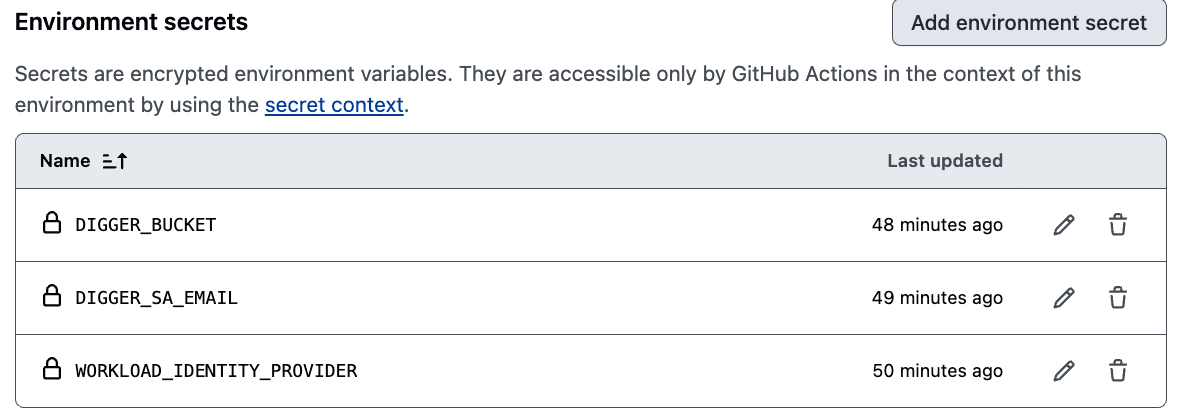 Environment secrets
Add environment secret
Secrets are encrypted environment variables. They are accessible only by GitHub Actions in the context of this
environment by using the secret context.
Name Last updated
DIGGER_BUCKET 48 minutes ago
DIGGER_SA_EMAIL 49 minutes ago
WORKLOAD_IDENTITY_PROVIDER 50 minutes ago